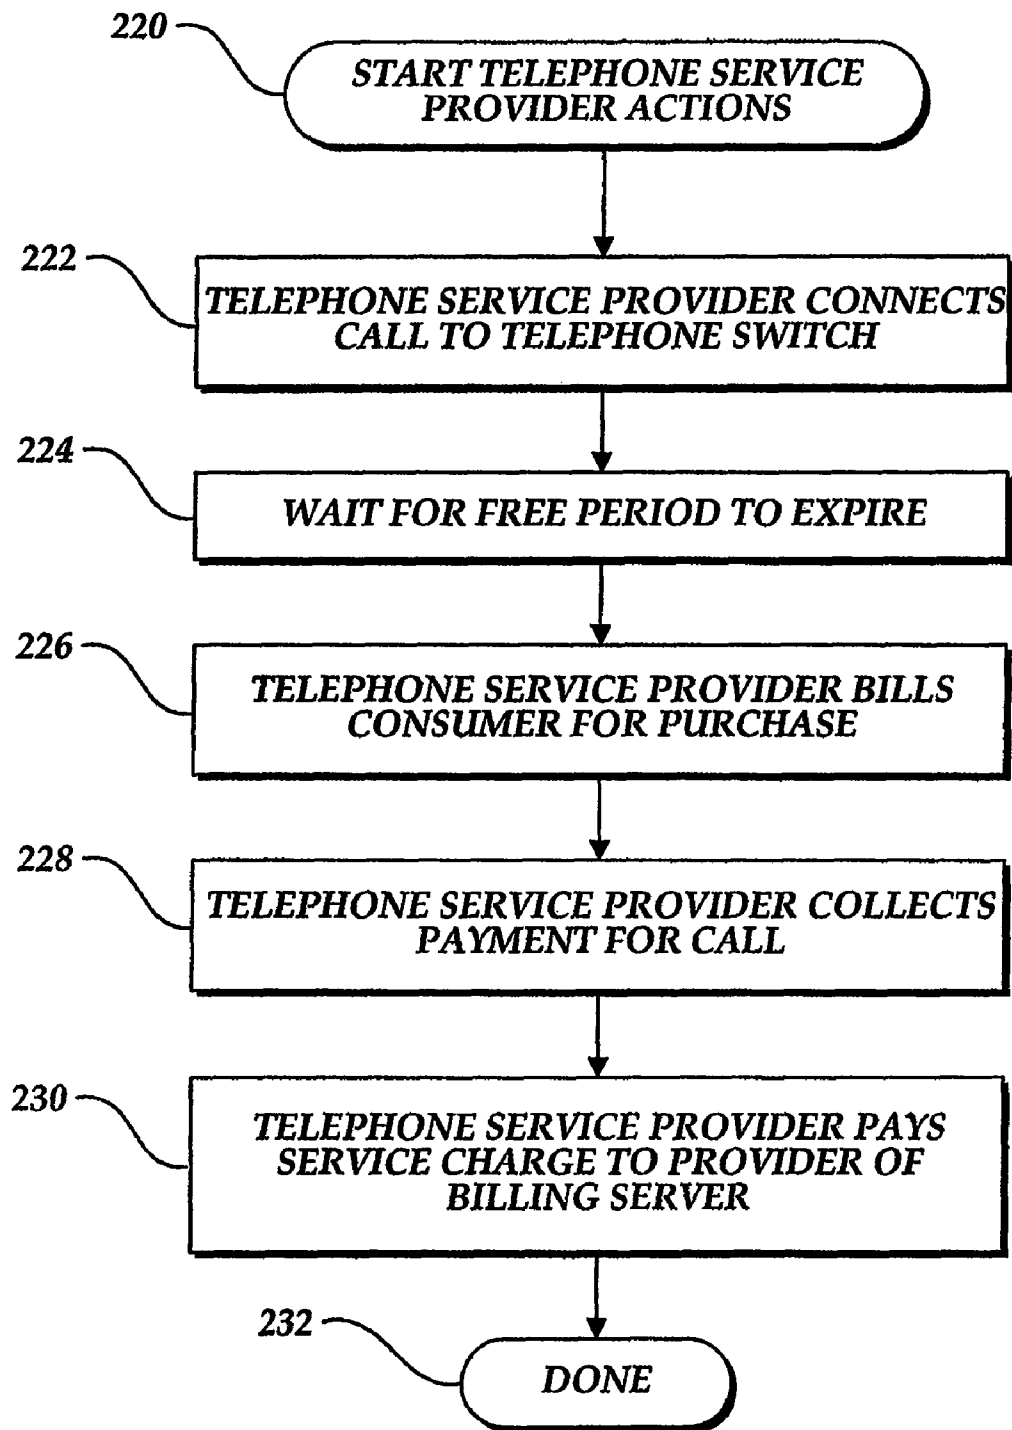 220
START TELEPHONE SERVICE
PROVIDER ACTIONS
222
TELEPHONE SERVICE PROVIDER CONNECTS
CALL TO TELEPHONE SWITCH
224
WAIT FOR FREE PERIOD TO EXPIRE
226
TELEPHONE SERVICE PROVIDER BILLS
CONSUMER FOR PURCHASE
228
TELEPHONE SERVICE PROVIDER COLLECTS
PAYMENT FOR CALL
230
TELEPHONE SERVICE PROVIDER PAYS
SERVICE CHARGE TO PROVIDER OF
BILLING SERVER
232
DONE